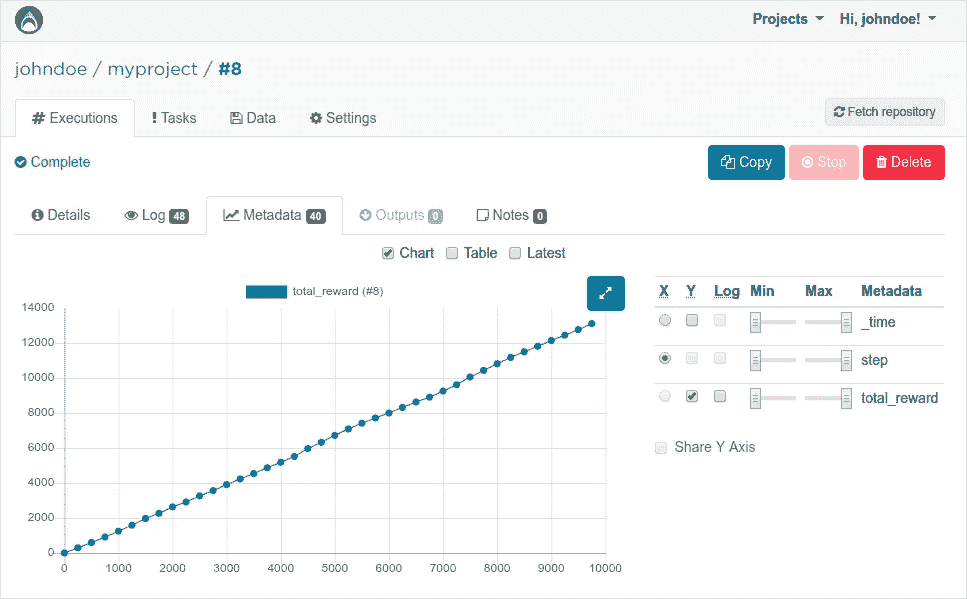 Projects Hi, johndoe!
johndoe / myproject / #8
# Executions ! Tasks Data Settings Fetch repository
Complete Copy Stop Delete
Details Log 48 Metadata 40 Outputs 0 Notes 0
Chart Table Latest
total_reward (#8)
14000
12000
10000
8000
6000
4000
2000
0
0 1000 2000 3000 4000 5000 6000 7000 8000 9000 10000
X Y Log Min Max Metadata
_time
step
total_reward
Share Y Axis